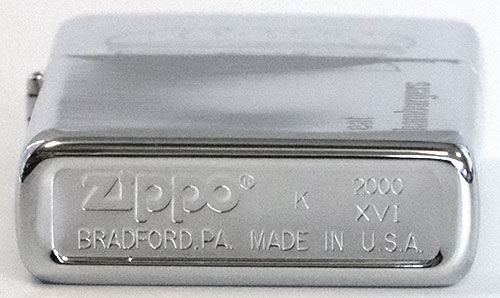 Zippo® K 2000
XVI
BRADFORD,PA. MADE IN U.S.A.